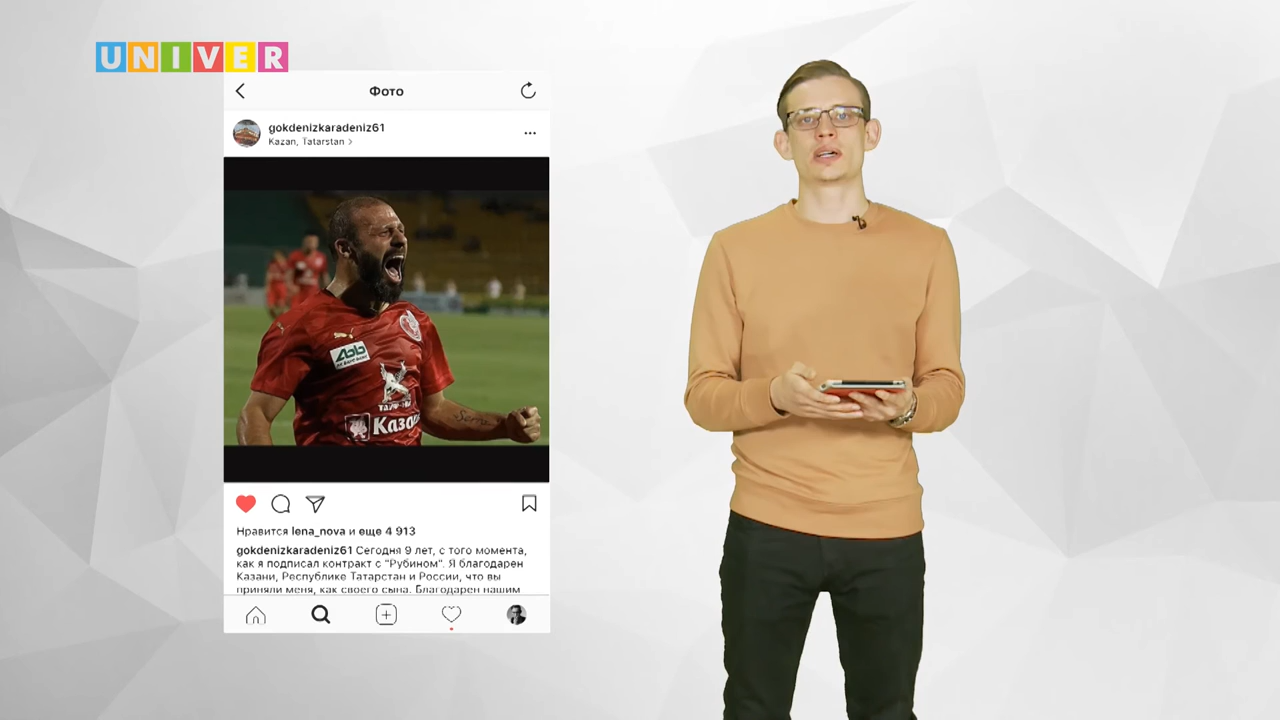 UNIVER
Фото
gokdenizkaradeniz61
Kazan, Tatarstan
Нравится lena_nova и еще 4 913
gokdenizkaradeniz61 Сегодня 9 лет, с того момента,
как я подписал контракт с "Рубином". Я благодарен
Казани, Республике Татарстан и России, что вы
приняли меня, как своего сына. Благодарен нашим